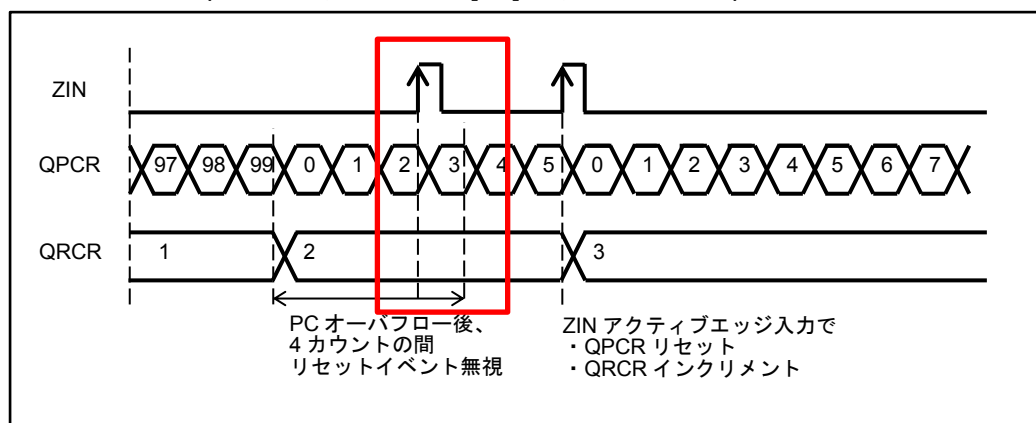 ZIN
QPCR 97 98 99 0 1 2 3 4 5 0 1 2 3 4 5 6 7
QRCR 1 2 3
PC オーバフロー後、
4 カウントの間
リセットイベント無視
ZIN アクティブエッジ入力で
・QPCR リセット
・QRCR インクリメント